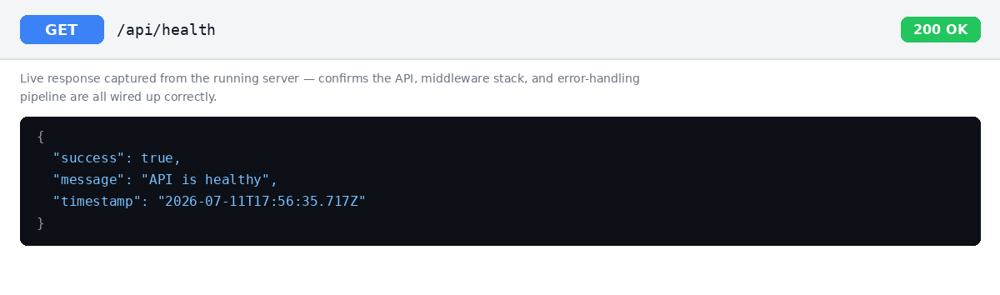 GET /api/health 200 OK
Live response captured from the running server — confirms the API, middleware stack, and error-handling
pipeline are all wired up correctly.
{
  "success": true,
  "message": "API is healthy",
  "timestamp": "2026-07-11T17:56:35.717Z"
}